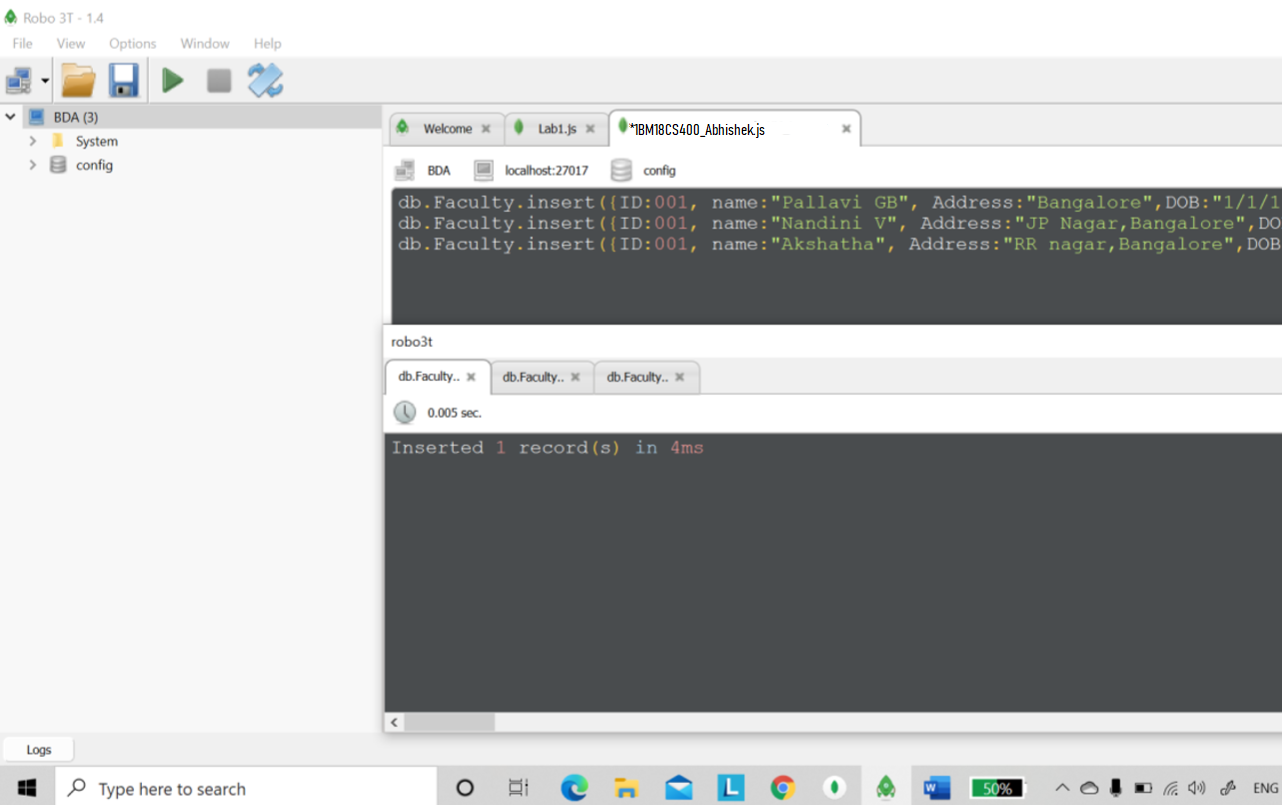 Robo 3T - 1.4
File View Options Window Help
BDA (3)
System
config
Welcome Lab1.js *1BM18CS400_Abhishek.js
BDA localhost:27017 config
db.Faculty.insert({ID:001, name:"Pallavi GB", Address:"Bangalore",DOB:"1/1/1
db.Faculty.insert({ID:001, name:"Nandini V", Address:"JP Nagar,Bangalore",DO
db.Faculty.insert({ID:001, name:"Akshatha", Address:"RR nagar,Bangalore",DOB
robo3t
db.Faculty.. db.Faculty.. db.Faculty..
0.005 sec.
Inserted 1 record(s) in 4ms
Logs
Type here to search
L
W
50%
ENG